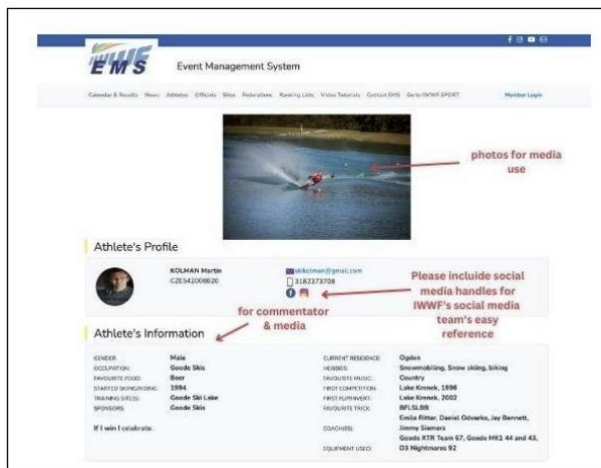 EMS
Event Management System
Calendar & Results News Athletes Officials Sites Federations Ranking Lists Video Tutorials Contact EMS Go to IWWF SPORT Member Login
photos for media
use
Athlete's Profile
KOLMAN Martin
skikolman@gmail.com
3182373708
Please incluide social
media handles for
IWWF's social media
team's easy
reference
for commentator
& media
Athlete's Information
GENDER: Male
OCCUPATION: Goode Skis
FAVOURITE FOOD: Beer
STARTED SKIING/RIDING: 1994
TRAINING SITE(S): Goode Ski Lake
SPONSORS: Goode Skis
If I win I celebrate.
CURRENT RESIDENCE: Ogden
HOBBIES: Snowmobiling, Snow skiing, biking
FAVOURITE MUSIC: Country
FIRST COMPETITION: Lake Krenek, 1996
FIRST FLIP/INVERT: Lake Krenek, 2002
FAVOURITE TRICK: BFLSLBB
COACH(ES): Emile Ritter, Daniel Odvarko, Jay Bennett,
Jimmy Siemers
EQUIPMENT USED: Goode XTR Team 67, Goode MK1 44 and 43,
D3 Nightmares 92